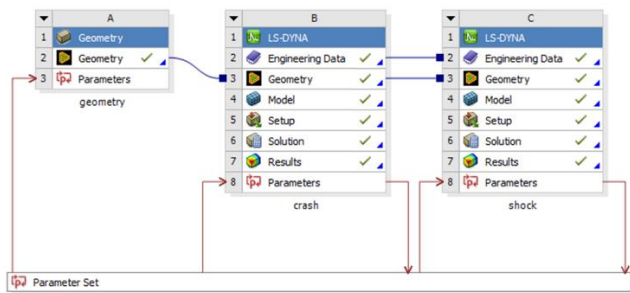 A
1 Geometry
2 Geometry
3 Parameters
geometry
B
1 LS-DYNA
2 Engineering Data
3 Geometry
4 Model
5 Setup
6 Solution
7 Results
8 Parameters
crash
C
1 LS-DYNA
2 Engineering Data
3 Geometry
4 Model
5 Setup
6 Solution
7 Results
8 Parameters
shock
Parameter Set